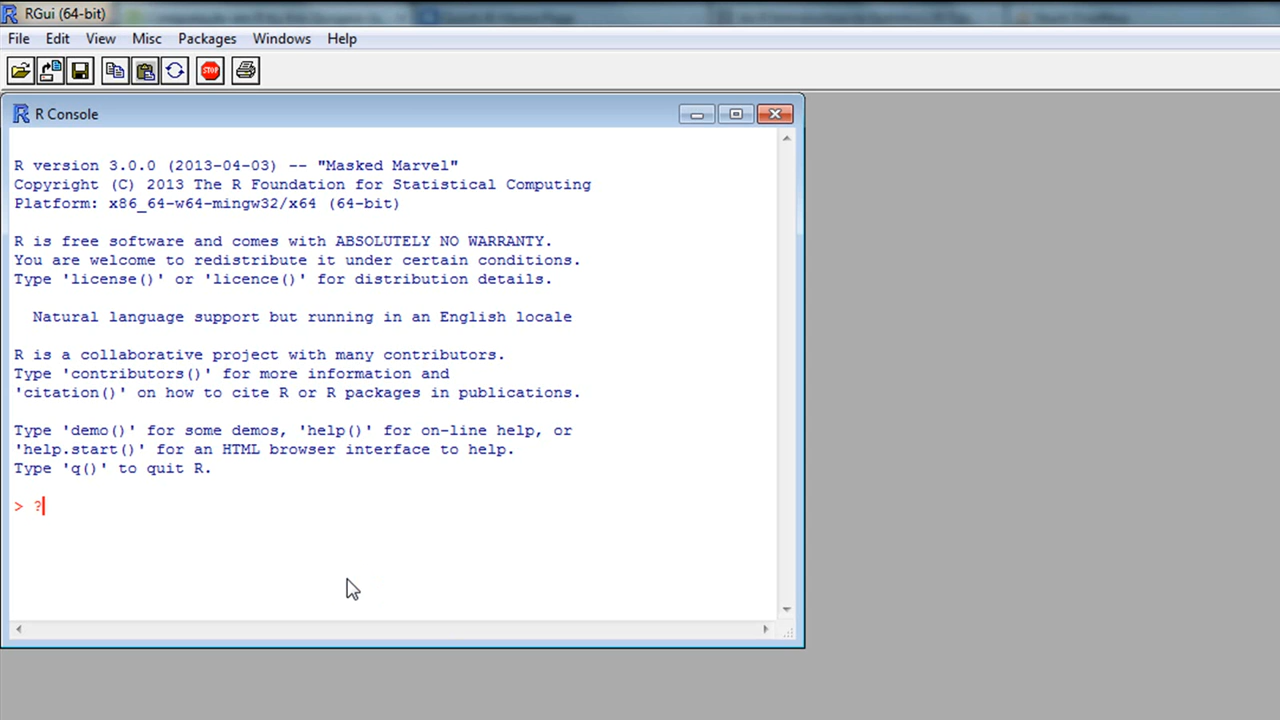 RGui (64-bit)
File Edit View Misc Packages Windows Help
STOP
R Console
R version 3.0.0 (2013-04-03) -- "Masked Marvel"
Copyright (C) 2013 The R Foundation for Statistical Computing
Platform: x86_64-w64-mingw32/x64 (64-bit)
R is free software and comes with ABSOLUTELY NO WARRANTY.
You are welcome to redistribute it under certain conditions.
Type 'license()' or 'licence()' for distribution details.
Natural language support but running in an English locale
R is a collaborative project with many contributors.
Type 'contributors()' for more information and
'citation()' on how to cite R or R packages in publications.
Type 'demo()' for some demos, 'help()' for on-line help, or
'help.start()' for an HTML browser interface to help.
Type 'q()' to quit R.
> ?